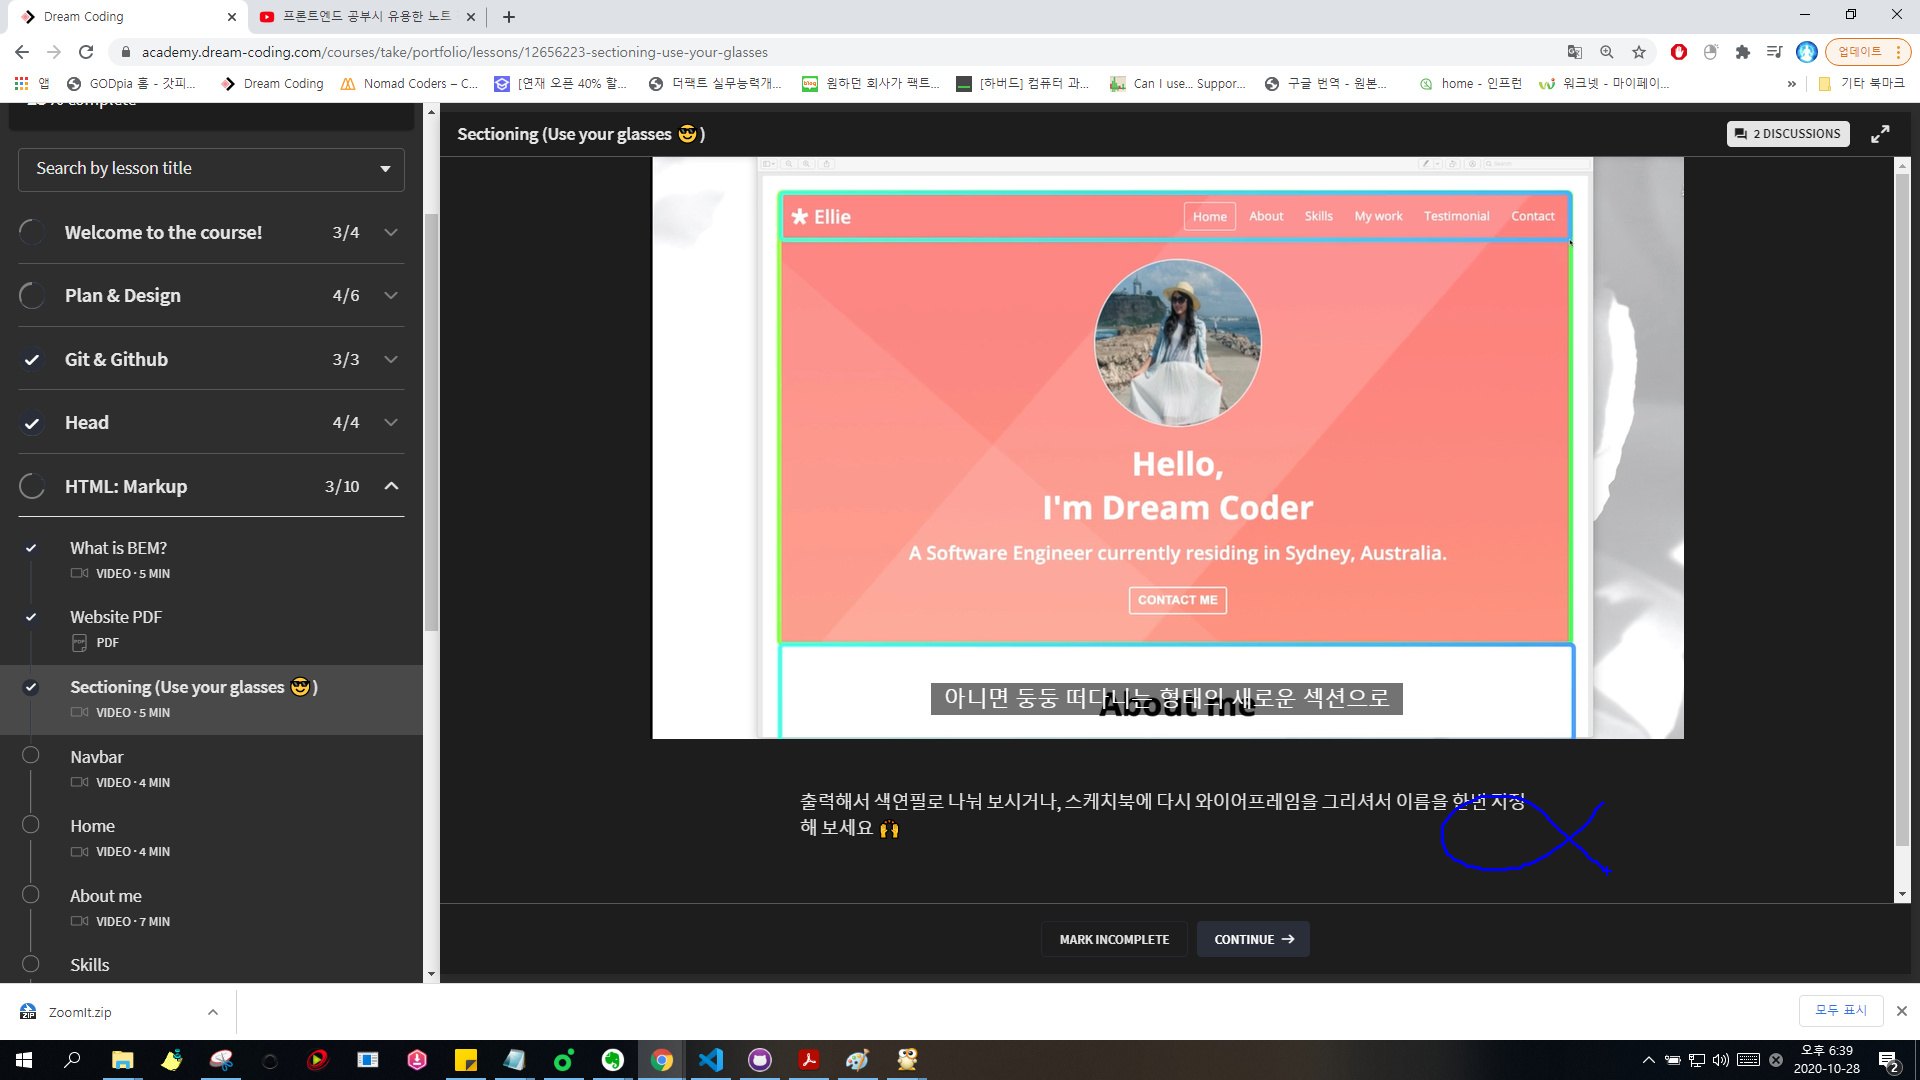 Dream Coding
프론트엔드 공부시 유용한 노트
academy.dream-coding.com/courses/take/portfolio/lessons/12656223-sectioning-use-your-glasses
업데이트
앱
GODpia 홈 - 갓피...
Dream Coding
Nomad Coders – C...
[연재 오픈 40% 할...
더팩트 실무능력개...
원하던 회사가 팩트...
[하버드] 컴퓨터 과...
Can I use... Suppor...
구글 번역 - 원본...
home - 인프런
워크넷 - 마이페이...
»
기타 북마크
Search by lesson title
Welcome to the course! 3/4
Plan & Design 4/6
Git & Github 3/3
Head 4/4
HTML: Markup 3/10
What is BEM?
VIDEO · 5 MIN
Website PDF
PDF
Sectioning (Use your glasses 😎)
VIDEO · 5 MIN
Navbar
VIDEO · 4 MIN
Home
VIDEO · 4 MIN
About me
VIDEO · 7 MIN
Skills
Sectioning (Use your glasses 😎)
2 DISCUSSIONS
Ellie
Home About Skills My work Testimonial Contact
Hello,
I'm Dream Coder
A Software Engineer currently residing in Sydney, Australia.
CONTACT ME
About me
아니면 둥둥 떠다니는 형태의 새로운 섹션으로
출력해서 색연필로 나눠 보시거나, 스케치북에 다시 와이어프레임을 그리셔서 이름을 한번 지정
해 보세요 🙌
MARK INCOMPLETE
CONTINUE →
ZoomIt.zip
모두 표시
오후 6:39
2020-10-28
2